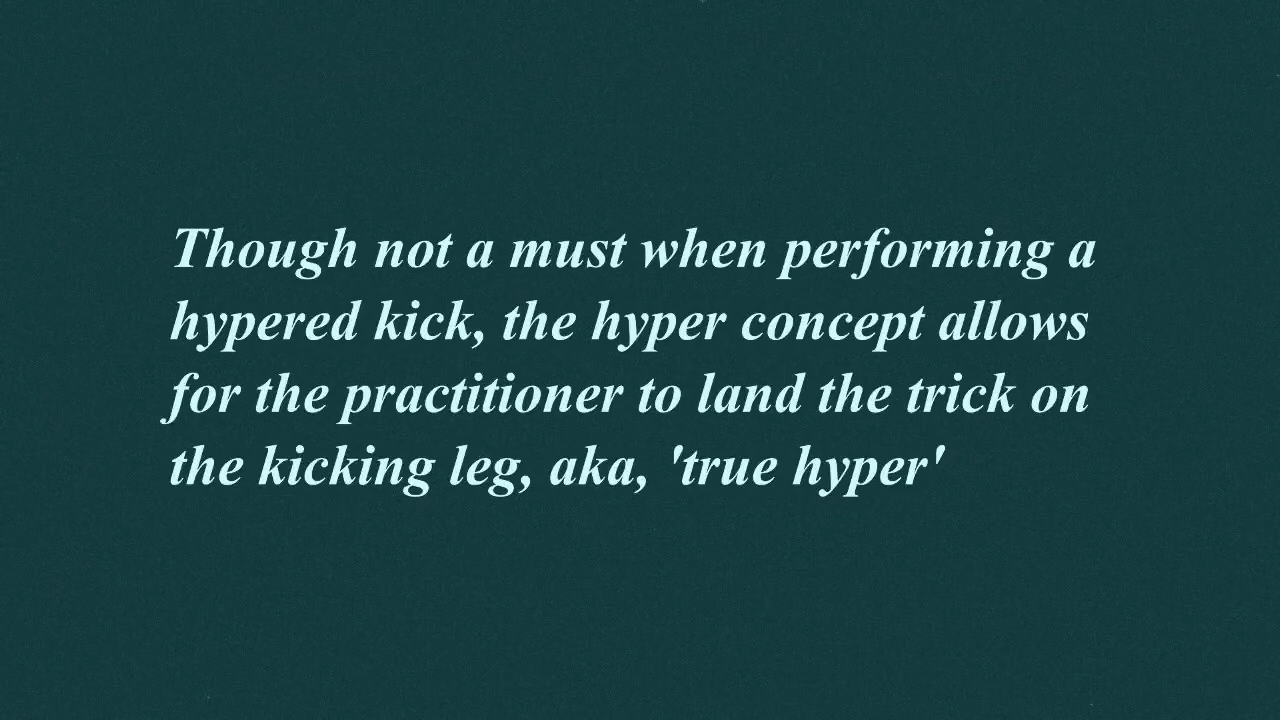 Though not a must when performing a
hypered kick, the hyper concept allows
for the practitioner to land the trick on
the kicking leg, aka, 'true hyper'